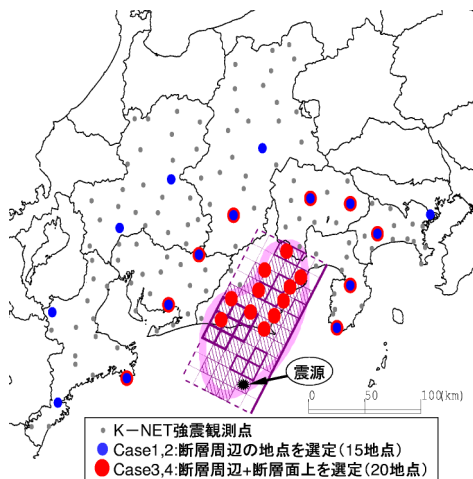 震源
0 50 100(km)
K－NET強震観測点
Case1,2:断層周辺の地点を選定(15地点)
Case3,4:断層周辺+断層面上を選定(20地点)